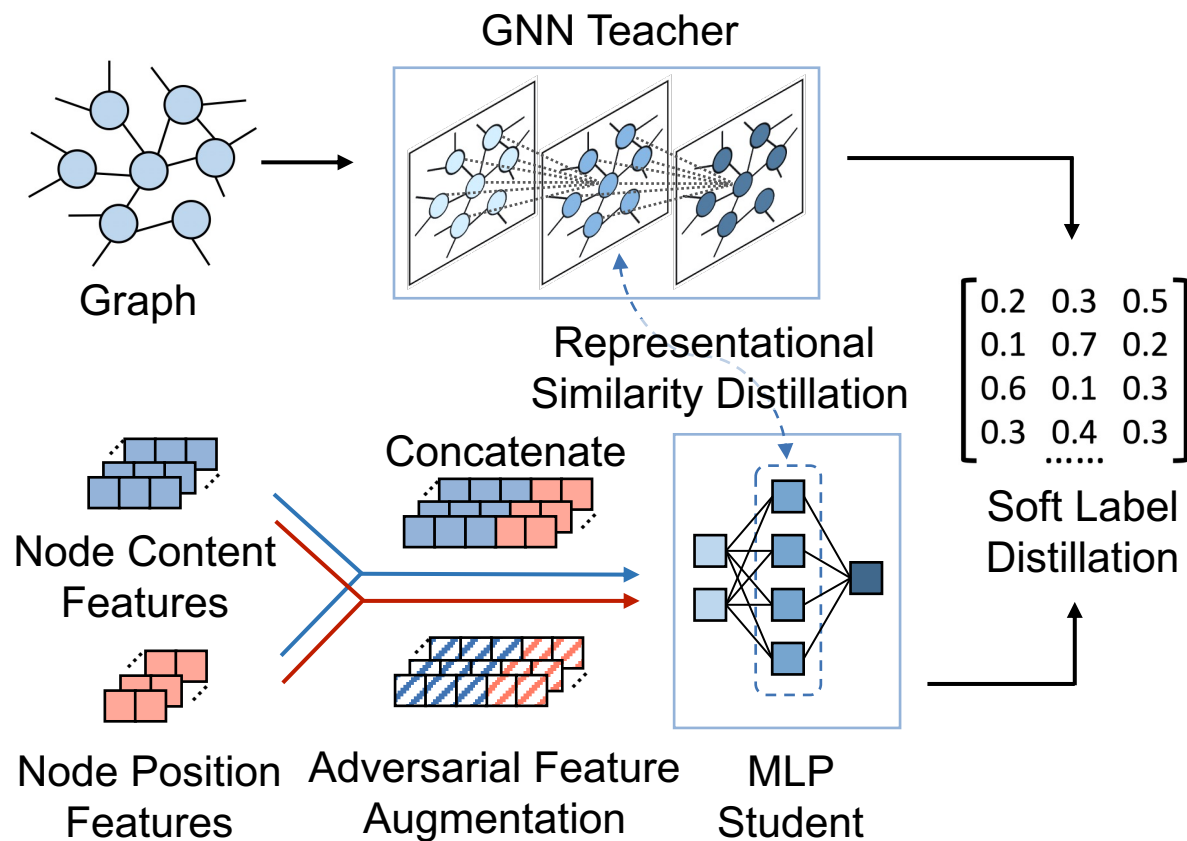 GNN Teacher
Graph
Representational
Similarity Distillation
0.2 0.3 0.5
0.1 0.7 0.2
0.6 0.1 0.3
0.3 0.4 0.3
......
Soft Label
Distillation
Node Content
Features
Concatenate
Node Position
Features
Adversarial Feature
Augmentation
MLP
Student